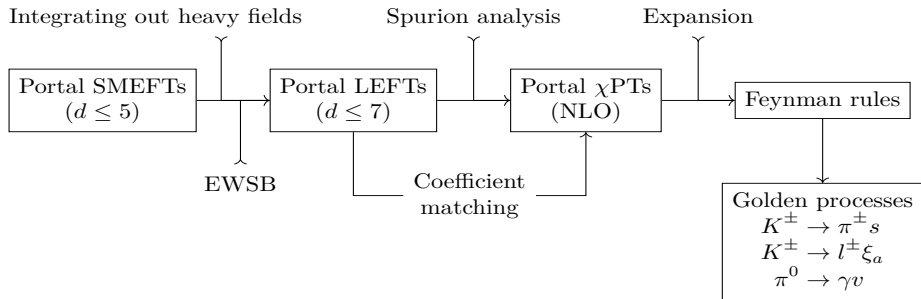 Integrating out heavy fields
Spurion analysis
Expansion
Portal SMEFTs
(d ≤ 5)
Portal LEFTs
(d ≤ 7)
Portal χPTs
(NLO)
Feynman rules
EWSB
Coefficient
matching
Golden processes
K± → π±s
K± → l±ξₐ
π⁰ → γv